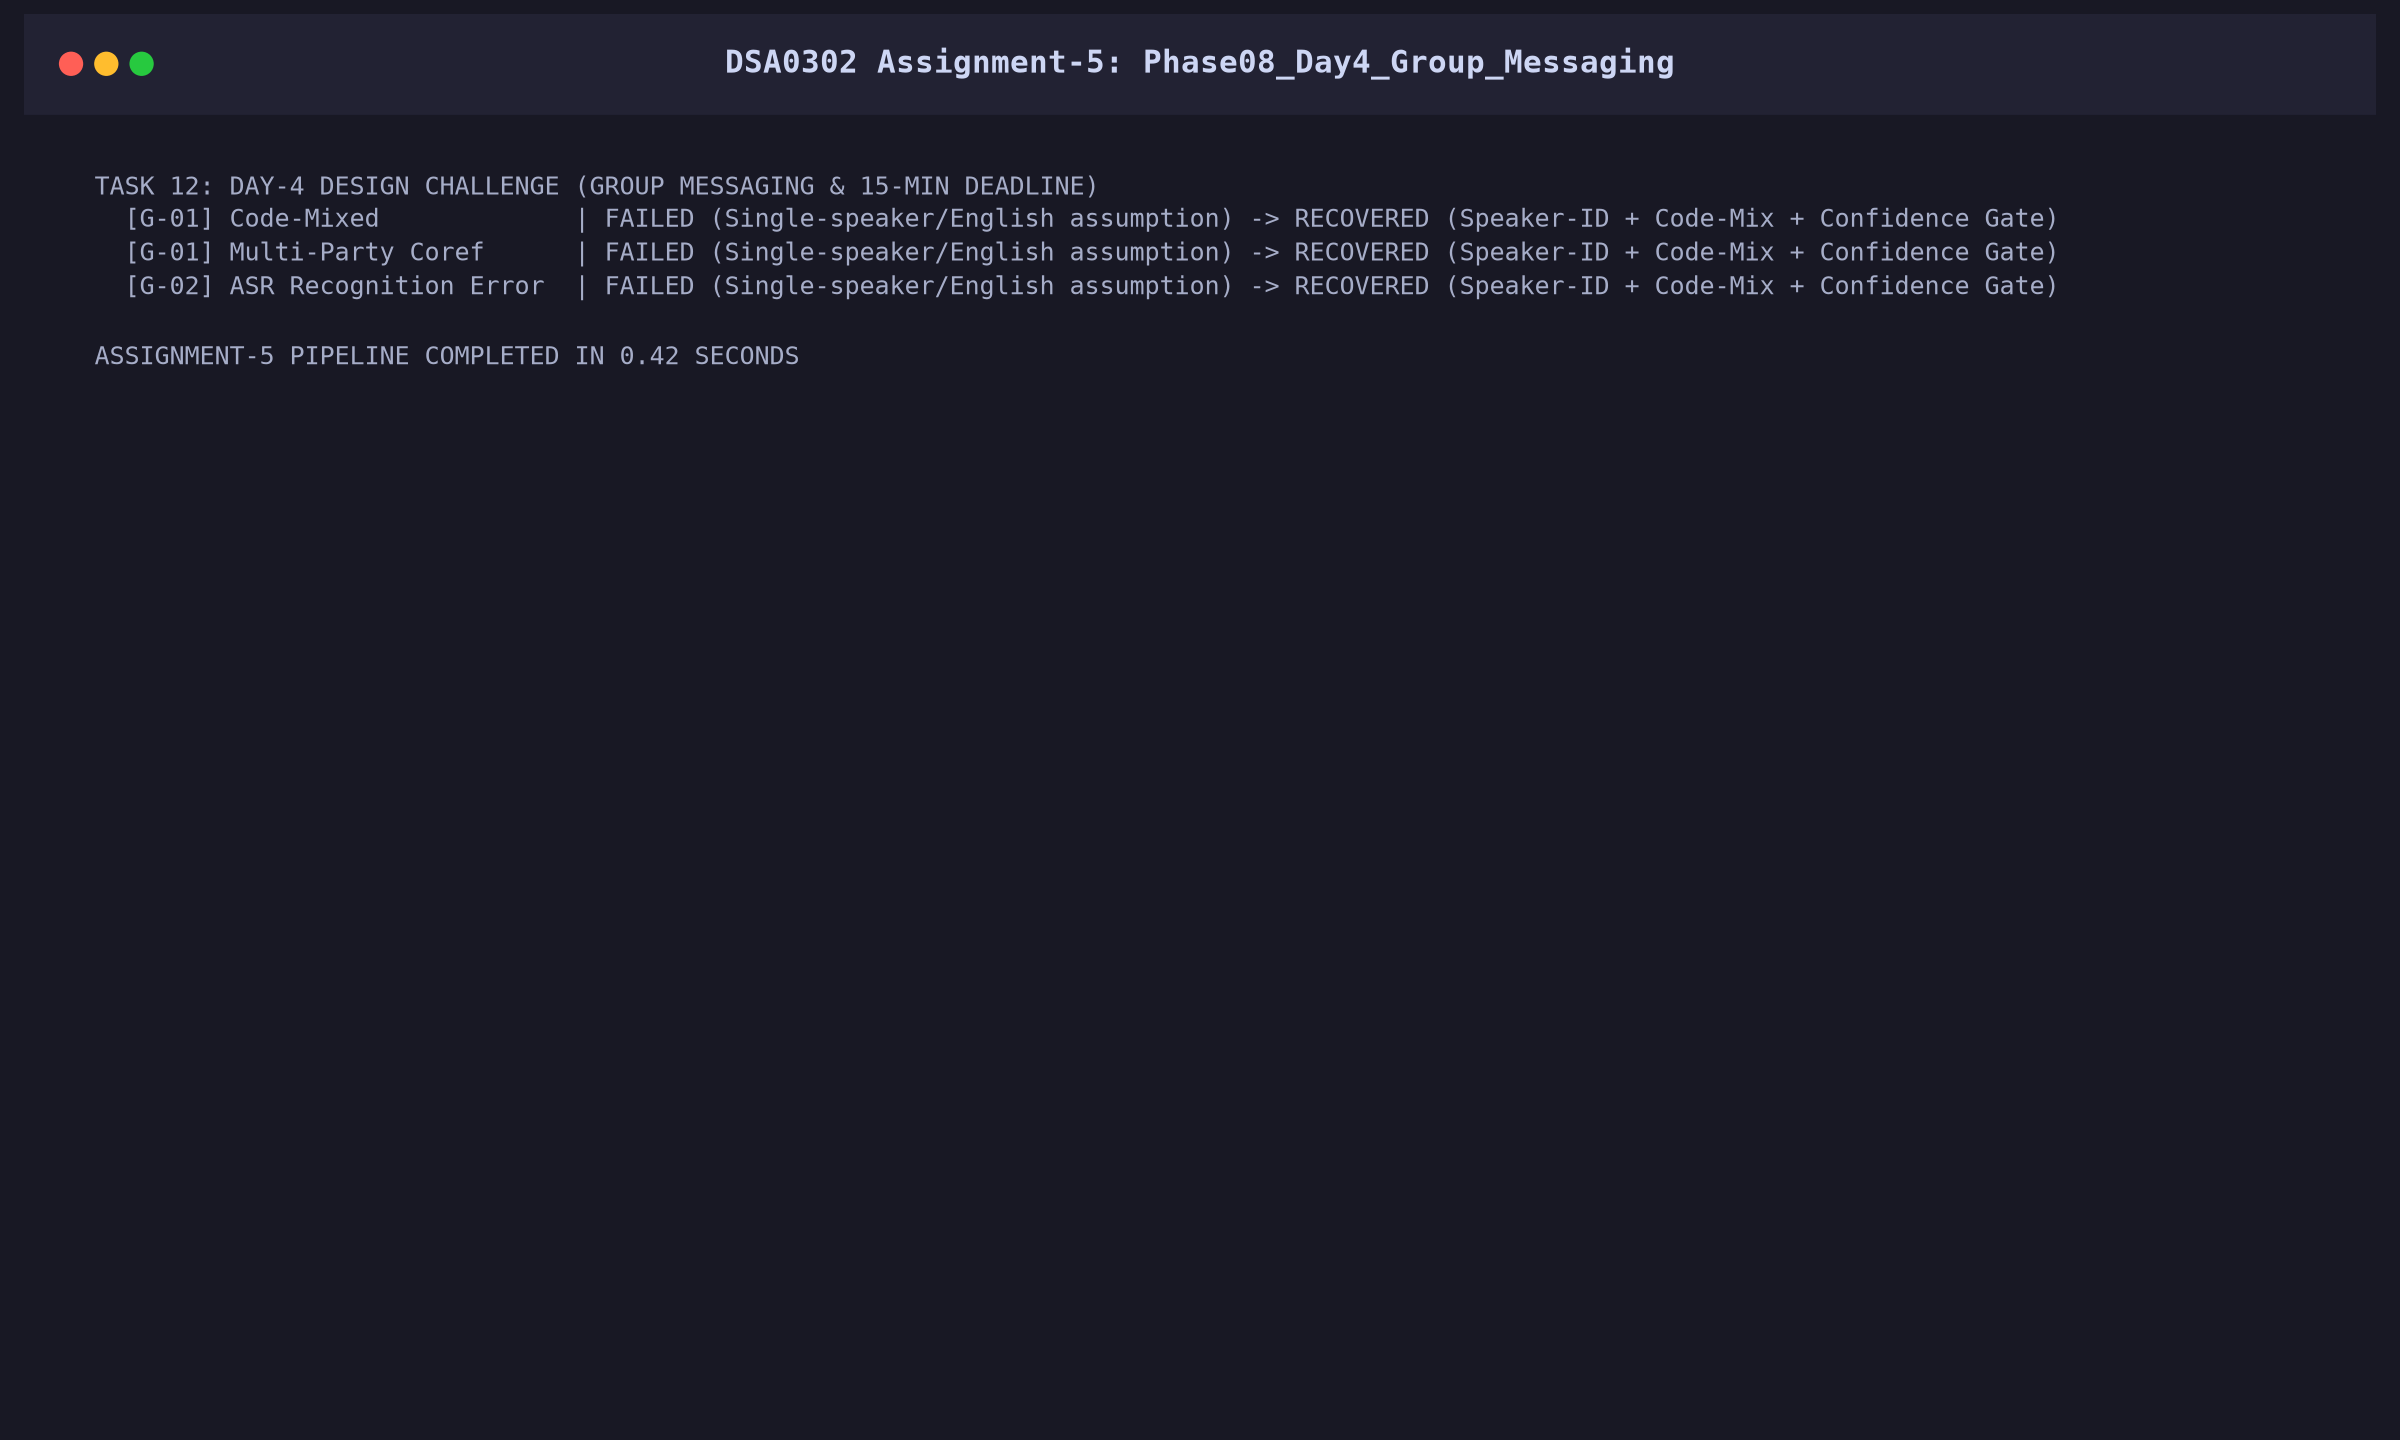 DSA0302 Assignment-5: Phase08_Day4_Group_Messaging
TASK 12: DAY-4 DESIGN CHALLENGE (GROUP MESSAGING & 15-MIN DEADLINE)
  [G-01] Code-Mixed             | FAILED (Single-speaker/English assumption) -> RECOVERED (Speaker-ID + Code-Mix + Confidence Gate)
  [G-01] Multi-Party Coref      | FAILED (Single-speaker/English assumption) -> RECOVERED (Speaker-ID + Code-Mix + Confidence Gate)
  [G-02] ASR Recognition Error  | FAILED (Single-speaker/English assumption) -> RECOVERED (Speaker-ID + Code-Mix + Confidence Gate)
ASSIGNMENT-5 PIPELINE COMPLETED IN 0.42 SECONDS